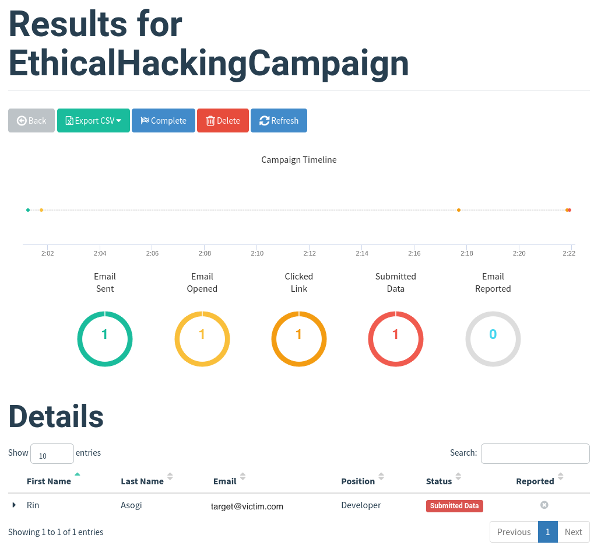 Results for
EthicalHackingCampaign
Back Export CSV Complete Delete Refresh
Campaign Timeline
2:02 2:04 2:06 2:08 2:10 2:12 2:14 2:16 2:18 2:20 2:22
Email Sent Email Opened Clicked Link Submitted Data Email Reported
1 1 1 1 0
Details
Show 10 entries Search:
First Name Last Name Email Position Status Reported
Rin Asogi target@victim.com Developer Submitted Data
Showing 1 to 1 of 1 entries Previous 1 Next